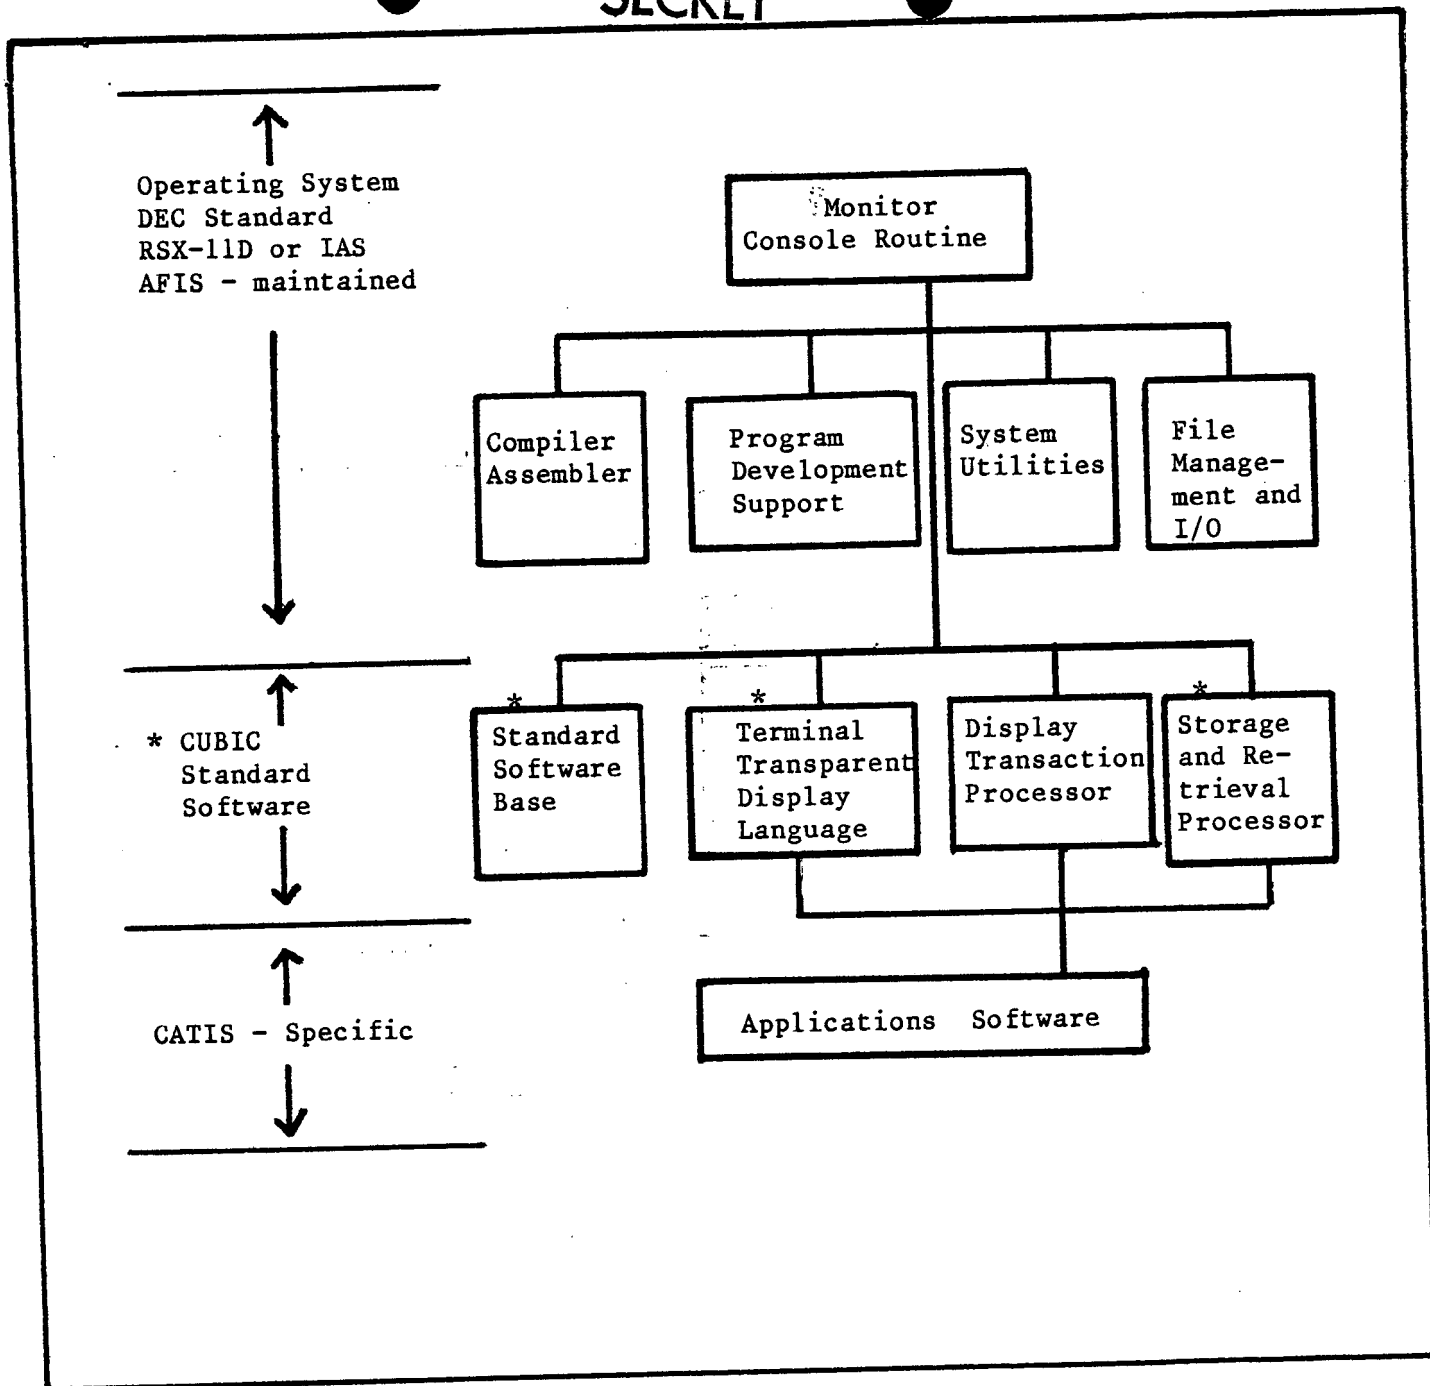 SECRET
Operating System
DEC Standard
RSX-11D or IAS
AFIS - maintained
Monitor
Console Routine
Compiler
Assembler
Program
Development
Support
System
Utilities
File
Manage-
ment and
I/O
* CUBIC
Standard
Software
*
Standard
Software
Base
*
Terminal
Transparent
Display
Language
Display
Transaction
Processor
*
Storage
and Re-
trieval
Processor
CATIS - Specific
Applications Software